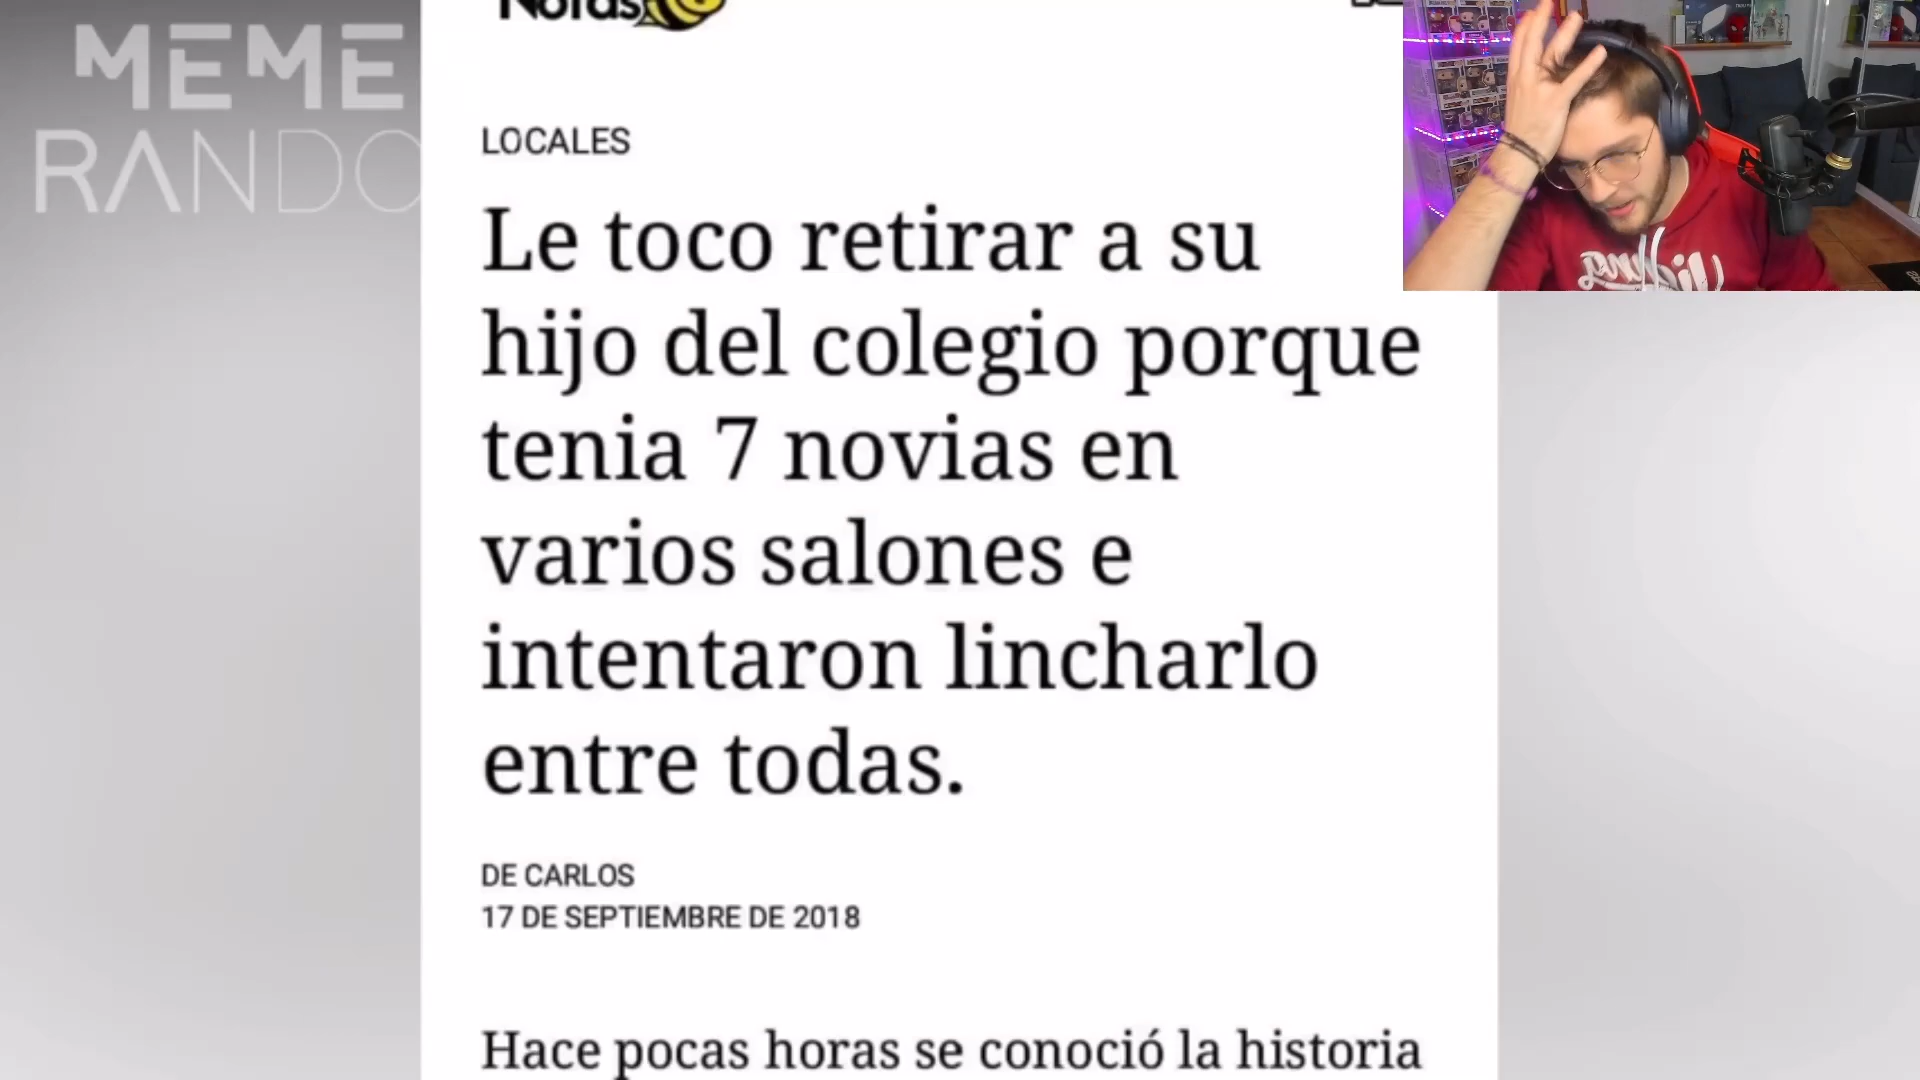 Notas
MEME
RANDO
LOCALES
Le toco retirar a su
hijo del colegio porque
tenia 7 novias en
varios salones e
intentaron lincharlo
entre todas.
DE CARLOS
17 DE SEPTIEMBRE DE 2018
Hace pocas horas se conoció la historia